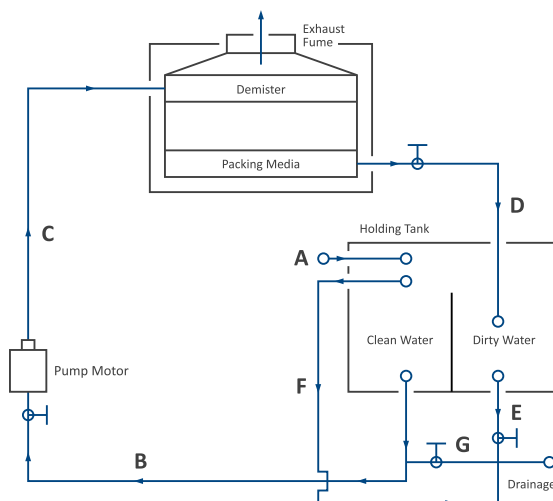 Exhaust
Fume
Demister
Packing Media
D
C
Holding Tank
A
Clean Water
Dirty Water
Pump Motor
F
E
G
B
Drainage